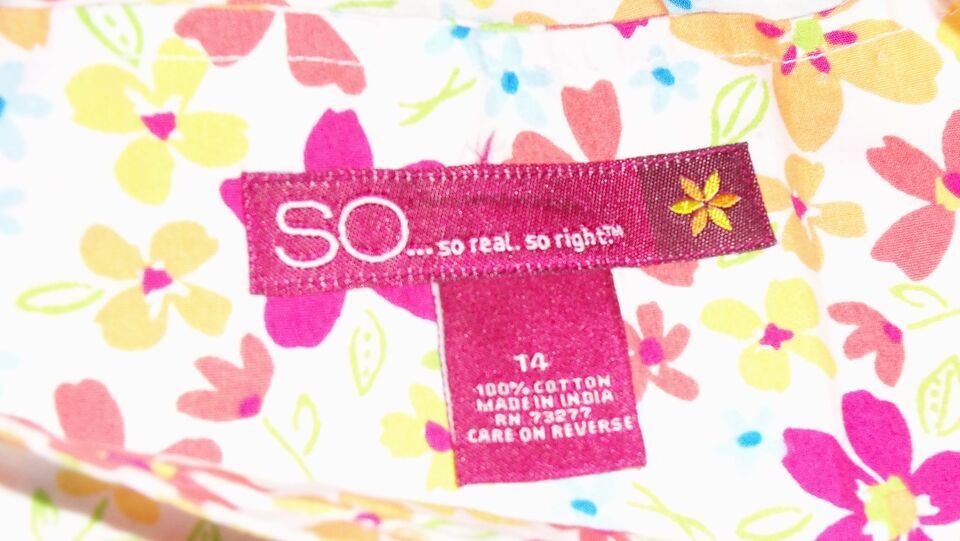 SO... so real. so right.™
14
100% COTTON
MADE IN INDIA
RN 73277
CARE ON REVERSE